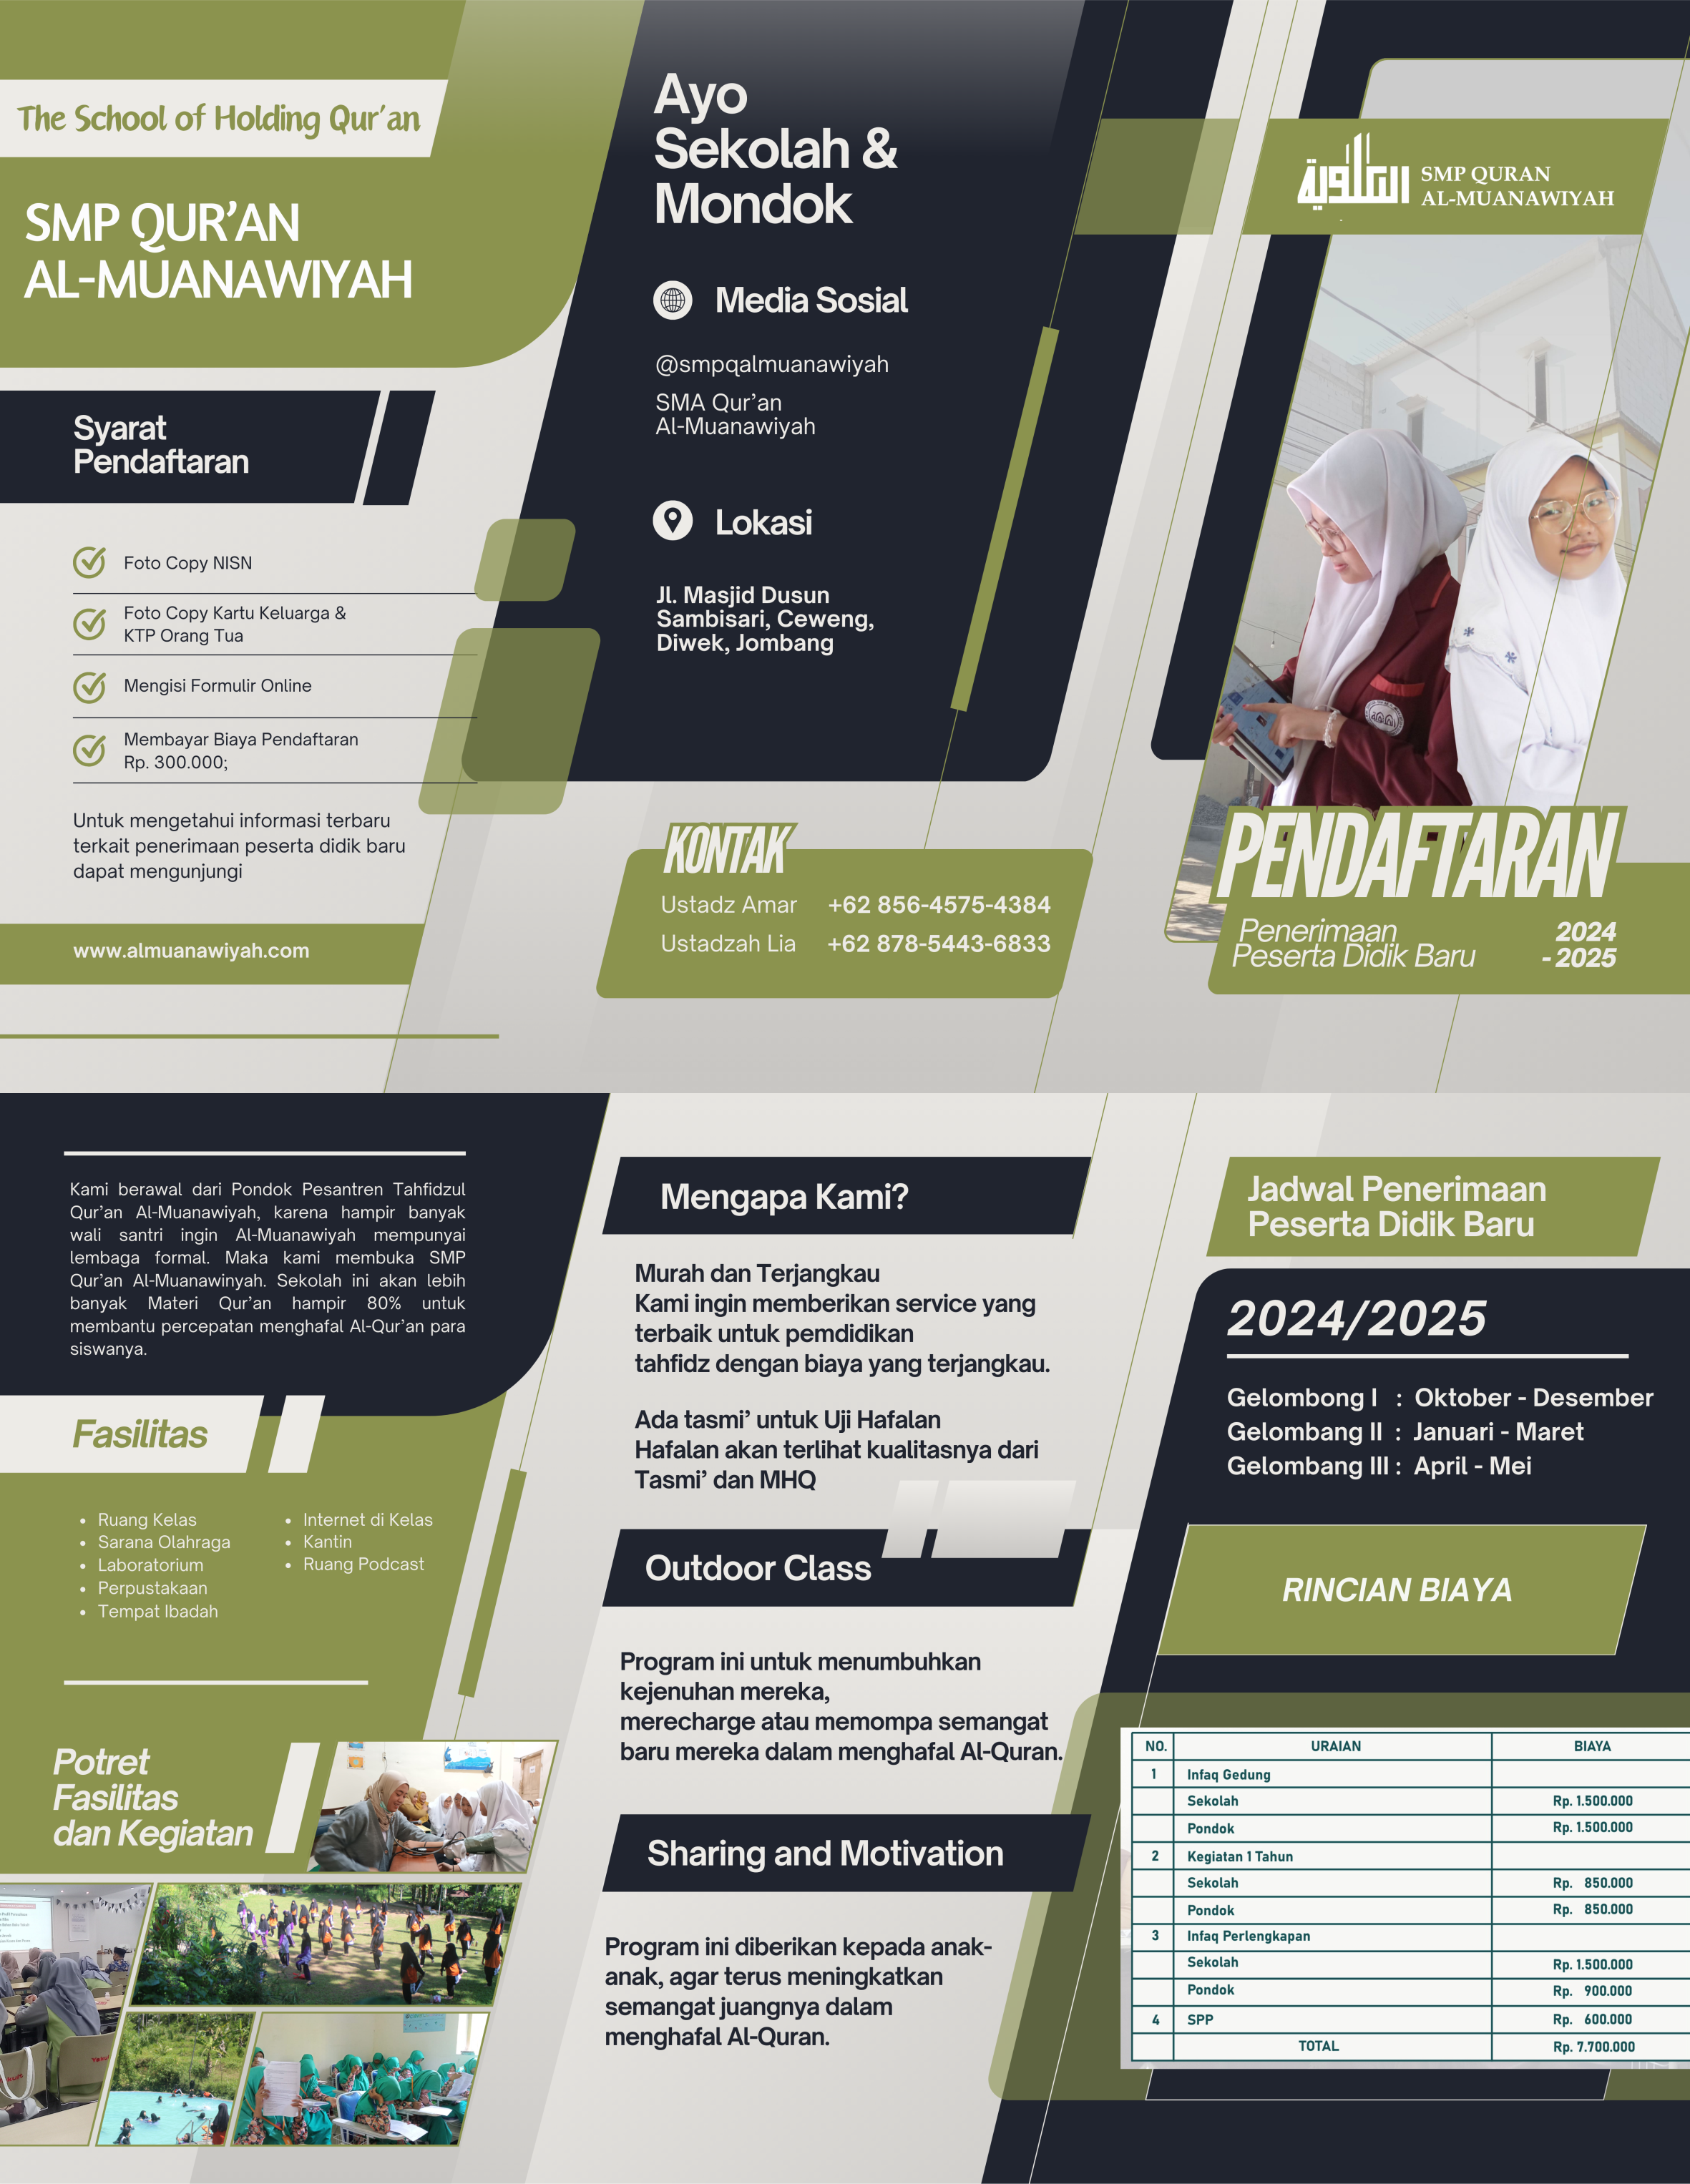 The School of Holding Qur'an
SMP QUR'AN
AL-MUANAWIYAH
Syarat
Pendaftaran
Foto Copy NISN
Foto Copy Kartu Keluarga &
KTP Orang Tua
Mengisi Formulir Online
Membayar Biaya Pendaftaran
Rp. 300.000;
Untuk mengetahui informasi terbaru
terkait penerimaan peserta didik baru
dapat mengunjungi
www.almuanawiyah.com
Ayo
Sekolah &
Mondok
Media Sosial
@smpqalmuanawiyah
SMA Qur'an
Al-Muanawiyah
Lokasi
Jl. Masjid Dusun
Sambisari, Ceweng,
Diwek, Jombang
KONTAK
Ustadz Amar +62 856-4575-4384
Ustadzah Lia +62 878-5443-6833
SMP QURAN
AL-MUANAWIYAH
PENDAFTARAN
Penerimaan
Peserta Didik Baru
2024
- 2025
Kami berawal dari Pondok Pesantren Tahfidzul
Qur'an Al-Muanawiyah, karena hampir banyak
wali santri ingin Al-Muanawiyah mempunyai
lembaga formal. Maka kami membuka SMP
Qur'an Al-Muanawinyah. Sekolah ini akan lebih
banyak Materi Qur'an hampir 80% untuk
membantu percepatan menghafal Al-Qur'an para
siswanya.
Fasilitas
• Ruang Kelas
• Sarana Olahraga
• Laboratorium
• Perpustakaan
• Tempat Ibadah
• Internet di Kelas
• Kantin
• Ruang Podcast
Potret
Fasilitas
dan Kegiatan
Mengapa Kami?
Murah dan Terjangkau
Kami ingin memberikan service yang
terbaik untuk pemdidikan
tahfidz dengan biaya yang terjangkau.
Ada tasmi' untuk Uji Hafalan
Hafalan akan terlihat kualitasnya dari
Tasmi' dan MHQ
Outdoor Class
Program ini untuk menumbuhkan
kejenuhan mereka,
merecharge atau memompa semangat
baru mereka dalam menghafal Al-Quran.
Sharing and Motivation
Program ini diberikan kepada anak-
anak, agar terus meningkatkan
semangat juangnya dalam
menghafal Al-Quran.
Jadwal Penerimaan
Peserta Didik Baru
2024/2025
Gelombong I : Oktober - Desember
Gelombang II : Januari - Maret
Gelombang III : April - Mei
RINCIAN BIAYA
NO. URAIAN BIAYA
1 Infaq Gedung
Sekolah Rp. 1.500.000
Pondok Rp. 1.500.000
2 Kegiatan 1 Tahun
Sekolah Rp. 850.000
Pondok Rp. 850.000
3 Infaq Perlengkapan
Sekolah Rp. 1.500.000
Pondok Rp. 900.000
4 SPP Rp. 600.000
TOTAL Rp. 7.700.000